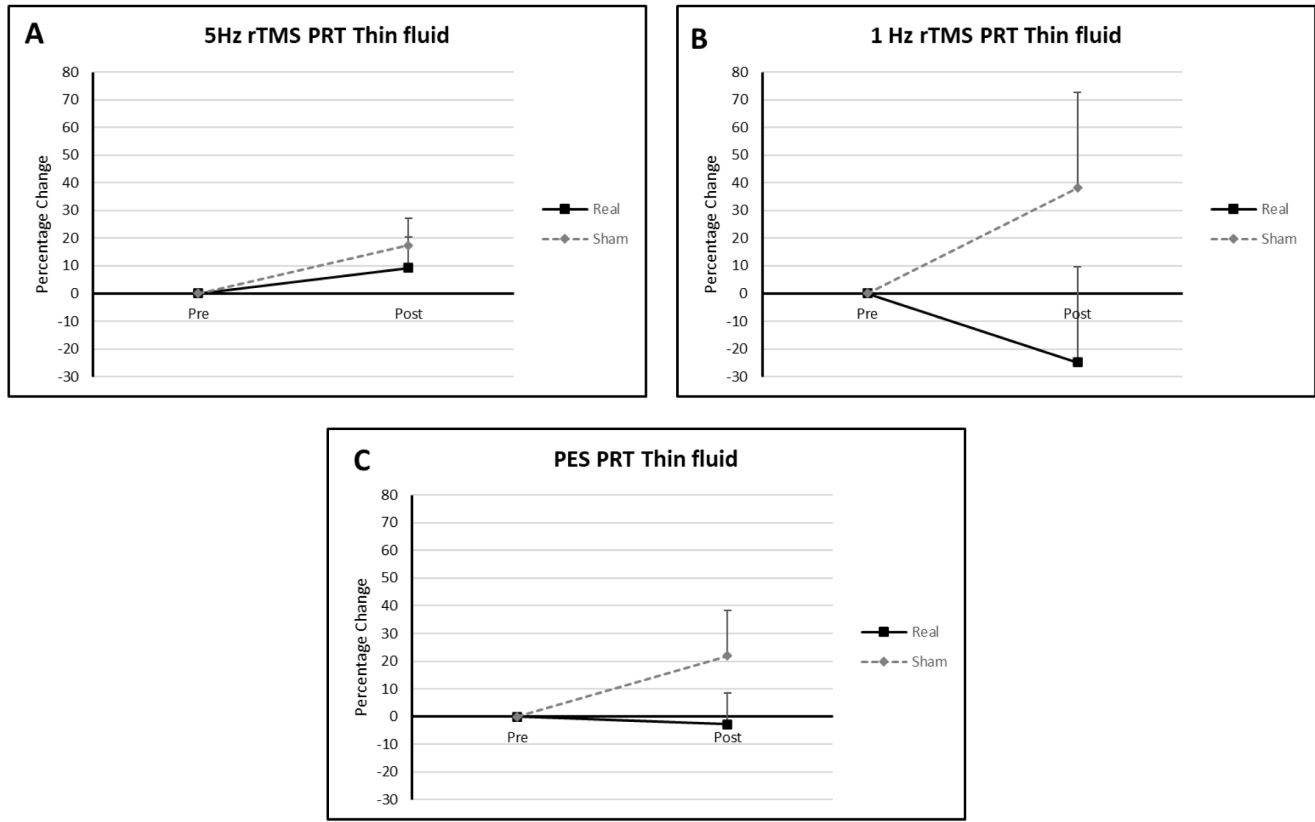 A
5Hz rTMS PRT Thin fluid
80
70
60
50
40
30
20
10
0
-10
-20
-30
Percentage Change
Pre
Post
Real
Sham
B
1 Hz rTMS PRT Thin fluid
80
70
60
50
40
30
20
10
0
-10
-20
-30
Percentage Change
Pre
Post
Real
Sham
C
PES PRT Thin fluid
80
70
60
50
40
30
20
10
0
-10
-20
-30
Percentage Change
Pre
Post
Real
Sham